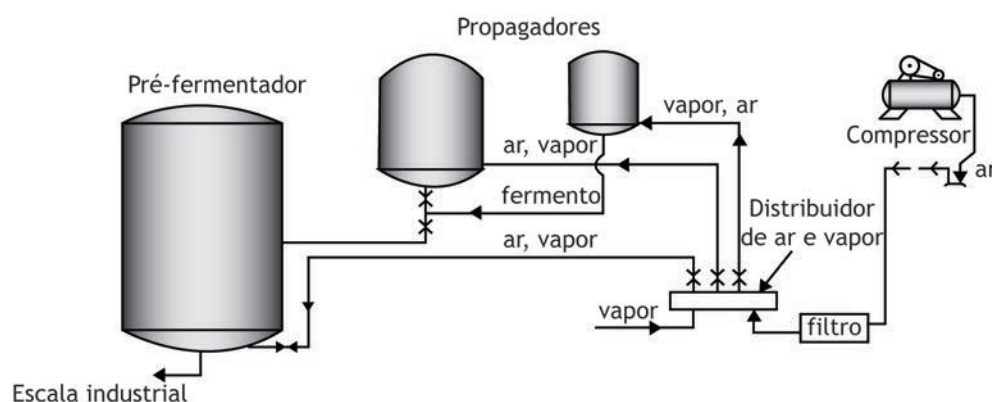 Propagadores
Pré-fermentador
vapor, ar
Compressor
ar, vapor
ar
fermento
Distribuidor
de ar e vapor
ar, vapor
vapor
filtro
Escala industrial